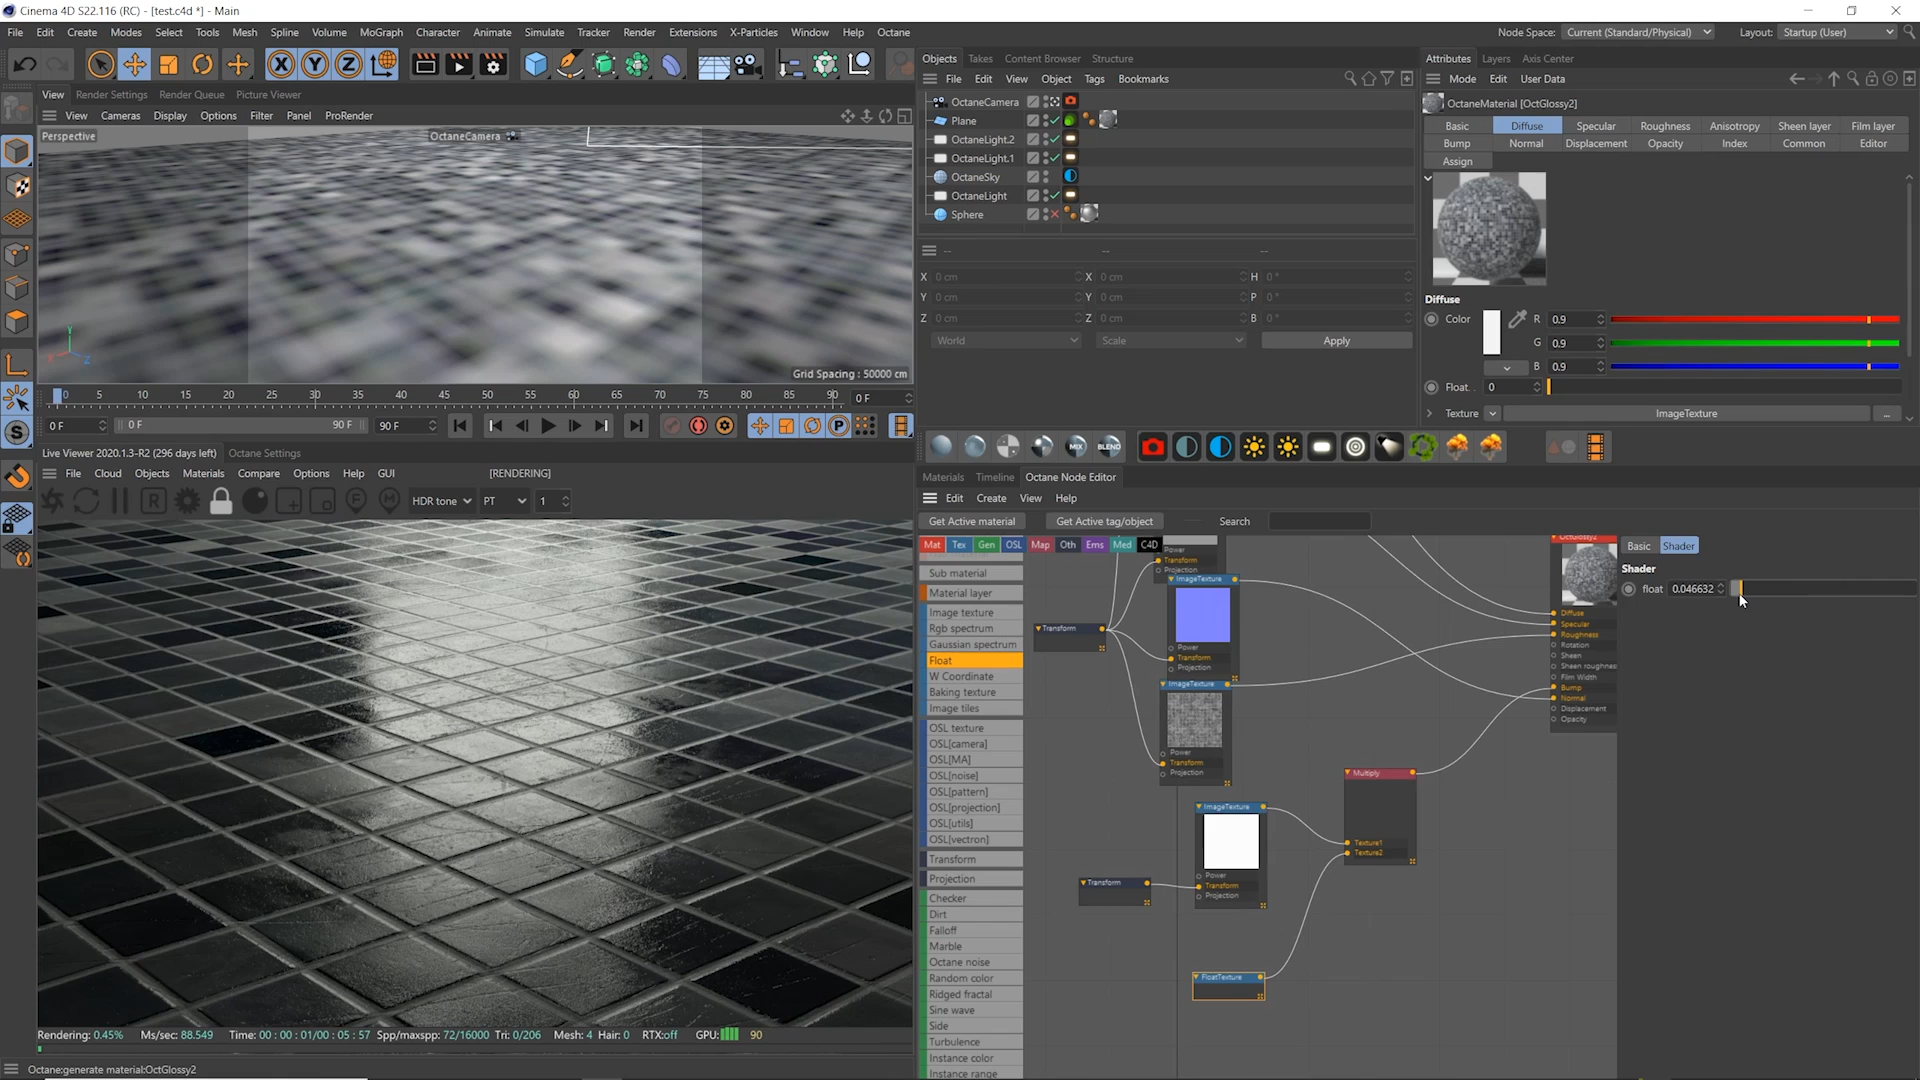 Cinema 4D S22.116 (RC) - [test.c4d *] - Main
File Edit Create Modes Select Tools Mesh Spline Volume MoGraph Character Animate Simulate Tracker Render Extensions X-Particles Window Help Octane
Node Space: Current (Standard/Physical) Layout: Startup (User)
View Render Settings Render Queue Picture Viewer
View Cameras Display Options Filter Panel ProRender
Perspective
OctaneCamera
Y
X
Z
Grid Spacing : 50000 cm
0 5 10 15 20 25 30 35 40 45 50 55 60 65 70 75 80 85 90 0 F
0 F 0 F 90 F 90 F
Live Viewer 2020.1.3-R2 (296 days left) Octane Settings
File Cloud Objects Materials Compare Options Help GUI [RENDERING]
HDR tone PT 1
Rendering: 0.45% Ms/sec: 88.549 Time: 00 : 00 : 01/00 : 05 : 57 Spp/maxspp: 72/16000 Tri: 0/206 Mesh: 4 Hair: 0 RTX:off GPU: 90
Octane:generate material:OctGlossy2
Objects Takes Content Browser Structure
File Edit View Object Tags Bookmarks
OctaneCamera
Plane
OctaneLight.2
OctaneLight.1
OctaneSky
OctaneLight
Sphere
-- -- --
X 0 cm X 0 cm H 0 °
Y 0 cm Y 0 cm P 0 °
Z 0 cm Z 0 cm B 0 °
World Scale Apply
Attributes Layers Axis Center
Mode Edit User Data
OctaneMaterial [OctGlossy2]
Basic Diffuse Specular Roughness Anisotropy Sheen layer Film layer
Bump Normal Displacement Opacity Index Common Editor
Assign
Diffuse
Color R 0.9
G 0.9
B 0.9
Float. . 0
Texture ImageTexture ...
MIX BLEND
Materials Timeline Octane Node Editor
Edit Create View Help
Get Active material Get Active tag/object Search
Mat Tex Gen OSL Map Oth Ems Med C4D
Sub material
Material layer
Image texture
Rgb spectrum
Gaussian spectrum
Float
W Coordinate
Baking texture
Image tiles
OSL texture
OSL[camera]
OSL[MA]
OSL[noise]
OSL[pattern]
OSL[projection]
OSL[utils]
OSL[vectron]
Transform
Projection
Checker
Dirt
Falloff
Marble
Octane noise
Random color
Ridged fractal
Sine wave
Side
Turbulence
Instance color
Instance range
Power
Transform
Projection
ImageTexture
Power
Transform
Projection
Transform
ImageTexture
Power
Transform
Projection
ImageTexture
Power
Transform
Projection
Transform
FloatTexture
Multiply
Texture1
Texture2
OctGlossy2
Diffuse
Specular
Roughness
Rotation
Sheen
Sheen roughnes
Film Width
Bump
Normal
Displacement
Opacity
Basic Shader
Shader
float 0.046632